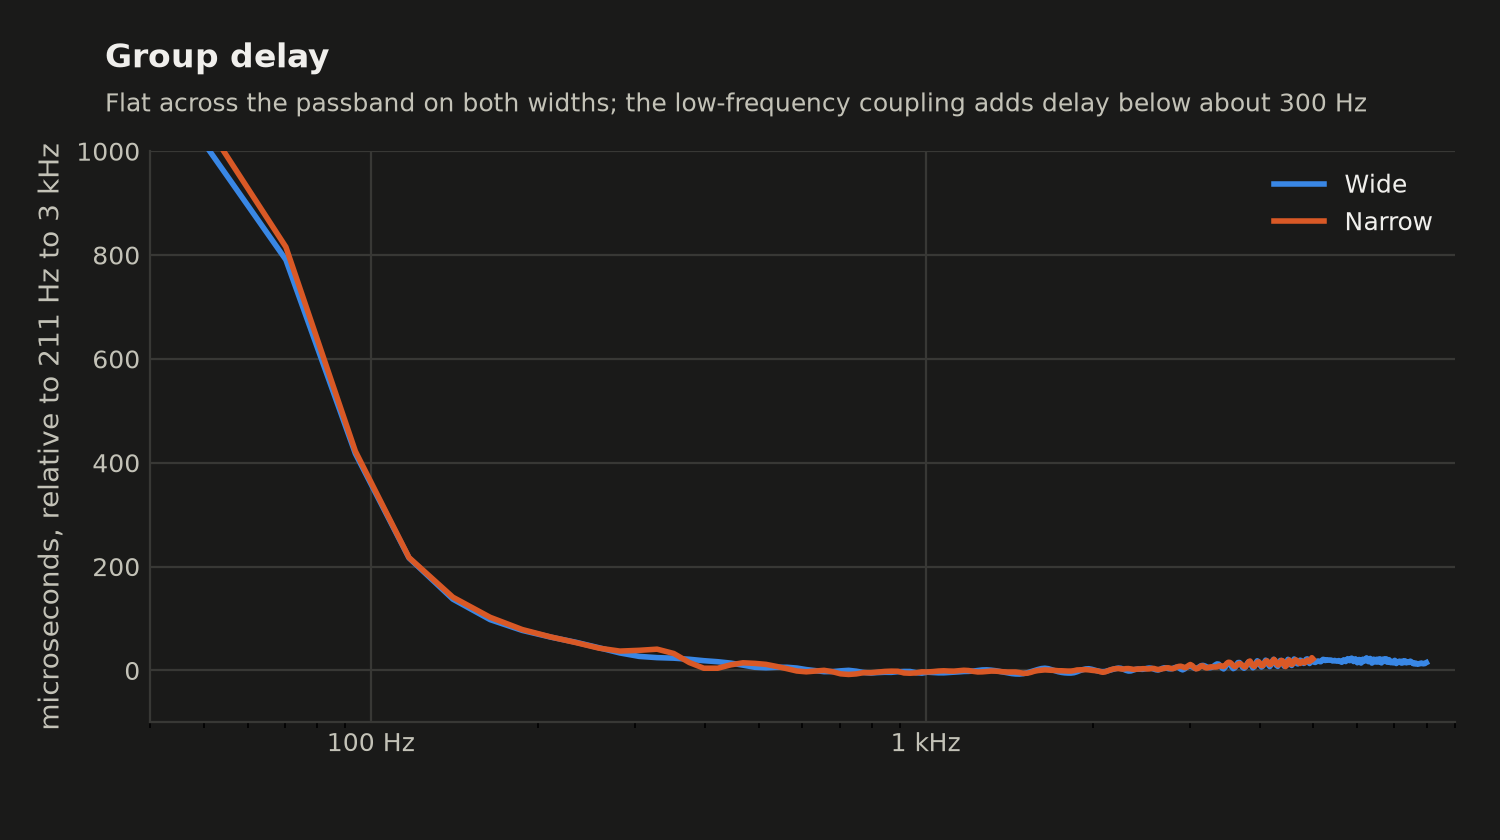 Group delay
Flat across the passband on both widths; the low-frequency coupling adds delay below about 300 Hz
microseconds, relative to 211 Hz to 3 kHz
1000
800
600
400
200
0
Wide
Narrow
100 Hz
1 kHz